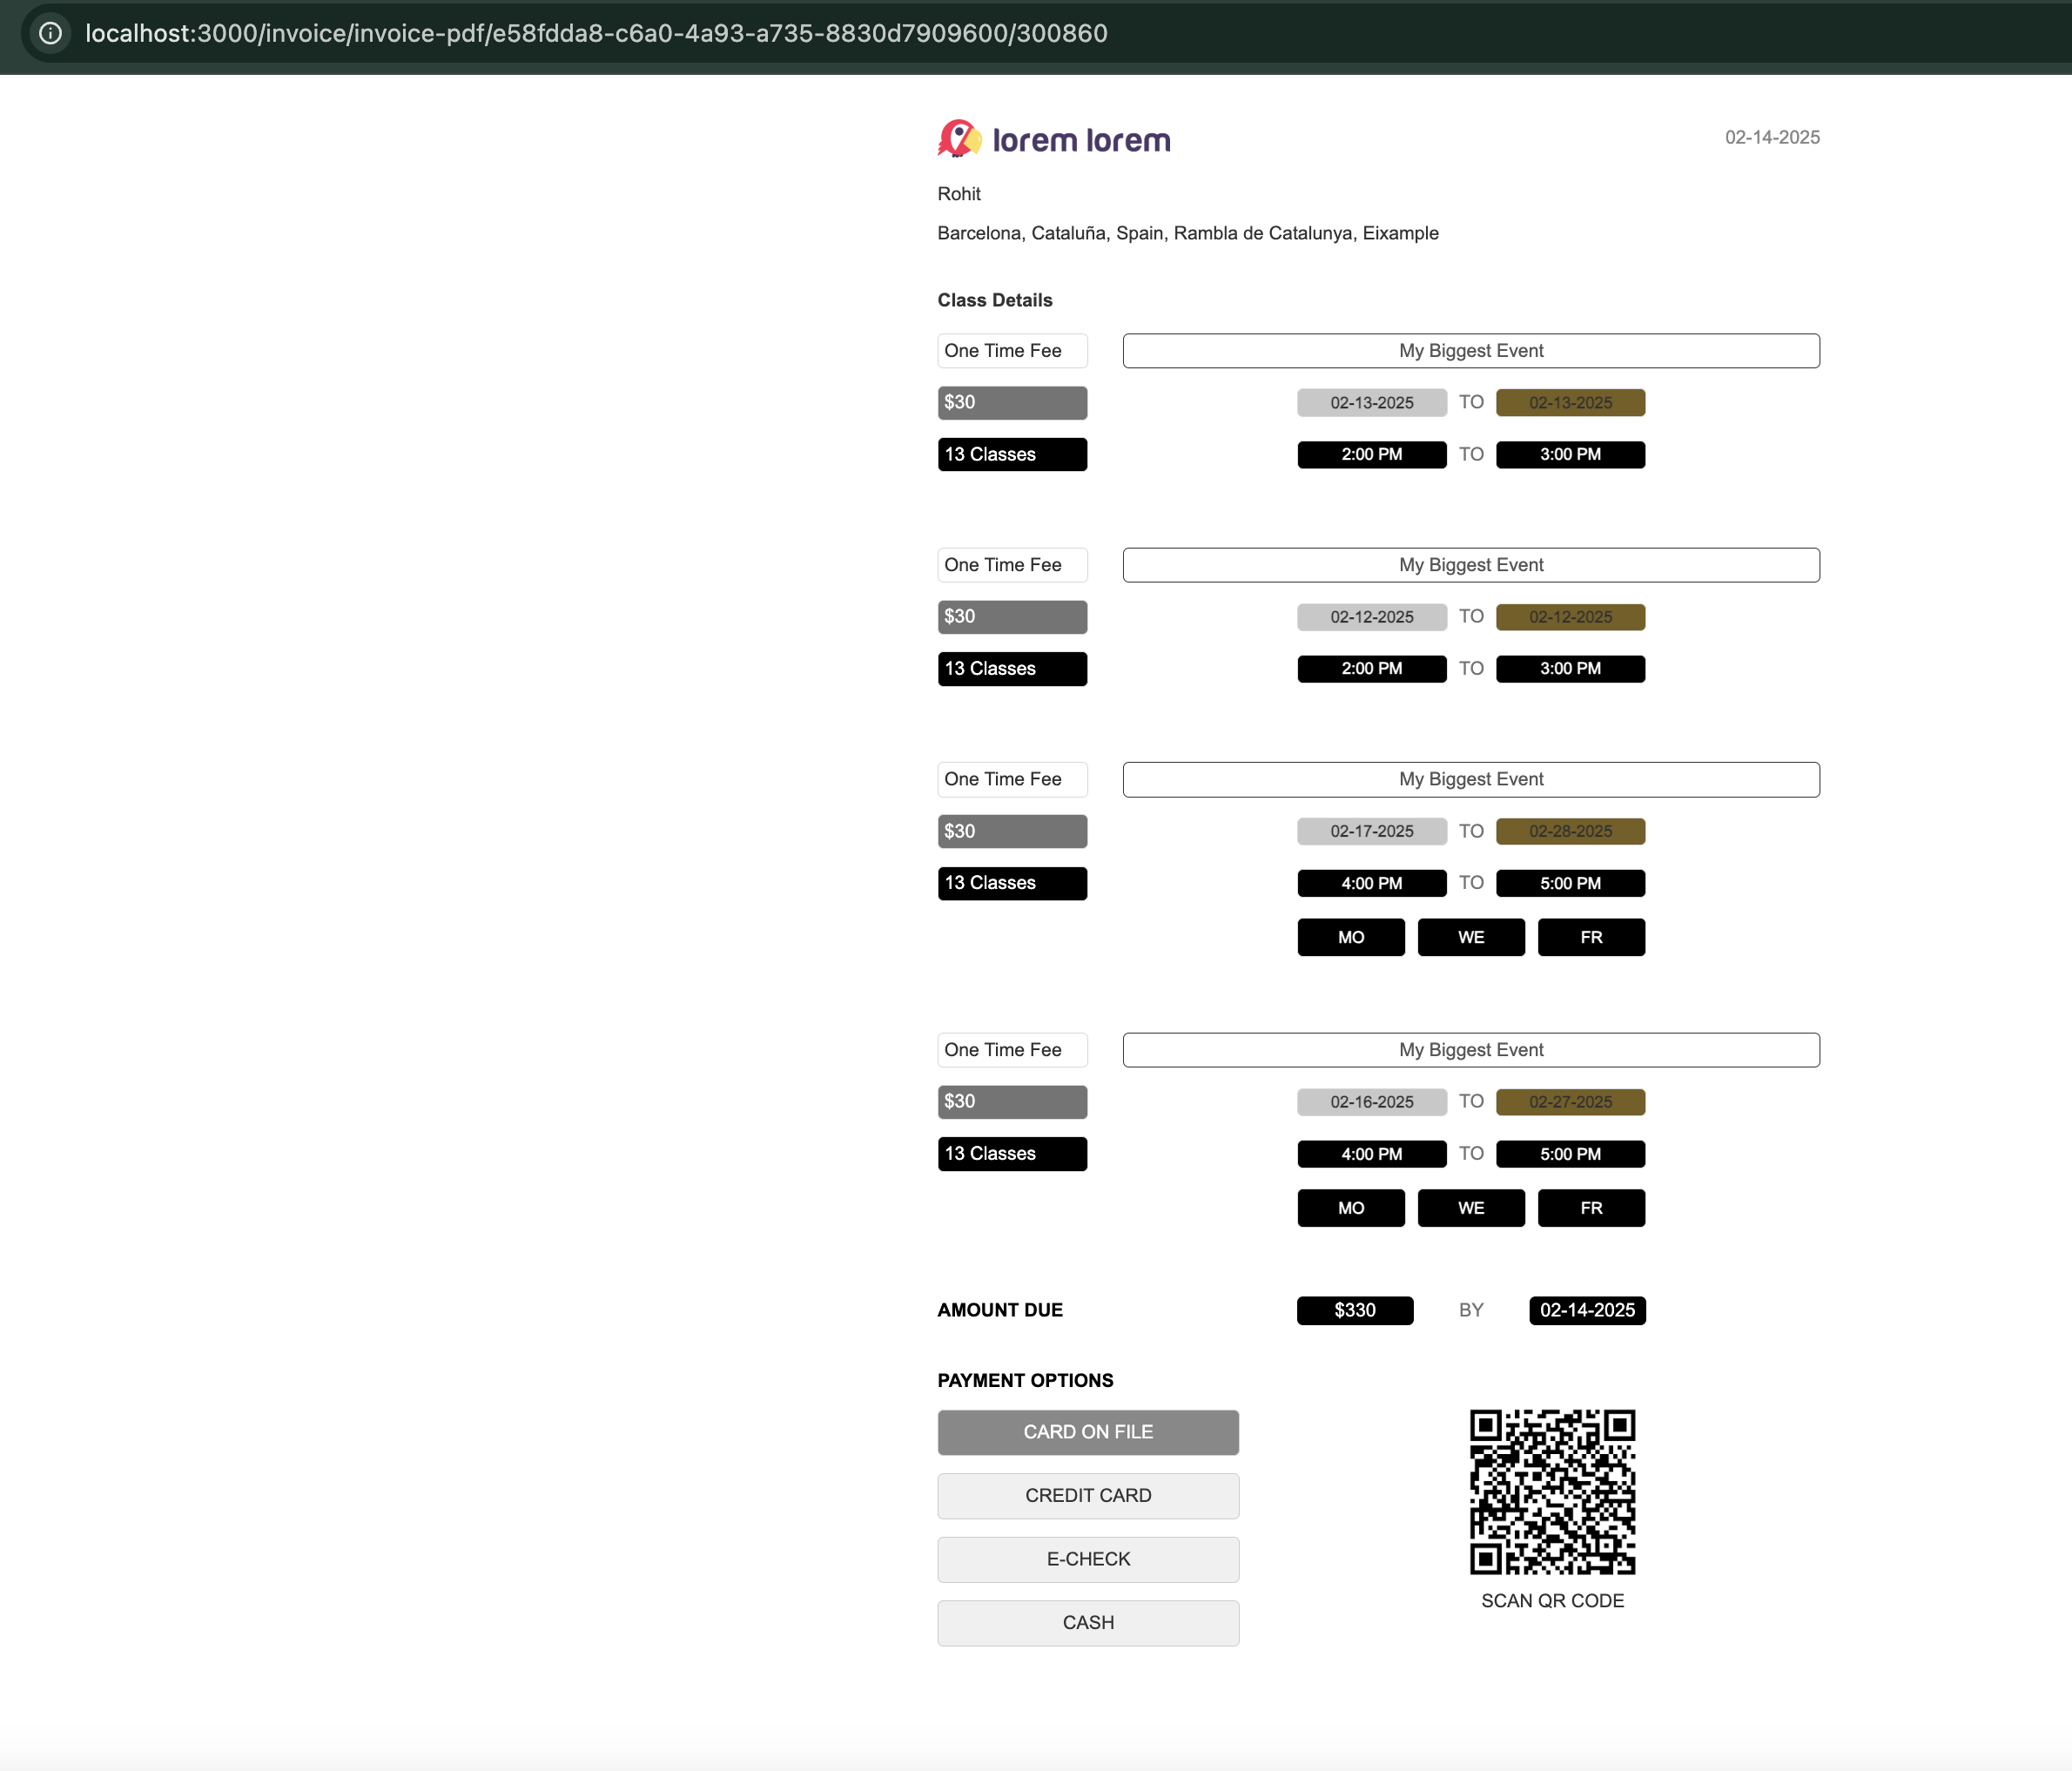 localhost:3000/invoice/invoice-pdf/e58fdda8-c6a0-4a93-a735-8830d7909600/300860
lorem lorem
02-14-2025
Rohit
Barcelona, Cataluña, Spain, Rambla de Catalunya, Eixample
Class Details
One Time Fee My Biggest Event
$30 02-13-2025 TO 02-13-2025
13 Classes 2:00 PM TO 3:00 PM
One Time Fee My Biggest Event
$30 02-12-2025 TO 02-12-2025
13 Classes 2:00 PM TO 3:00 PM
One Time Fee My Biggest Event
$30 02-17-2025 TO 02-28-2025
13 Classes 4:00 PM TO 5:00 PM
MO WE FR
One Time Fee My Biggest Event
$30 02-16-2025 TO 02-27-2025
13 Classes 4:00 PM TO 5:00 PM
MO WE FR
AMOUNT DUE $330 BY 02-14-2025
PAYMENT OPTIONS
CARD ON FILE
CREDIT CARD
E-CHECK
CASH
SCAN QR CODE